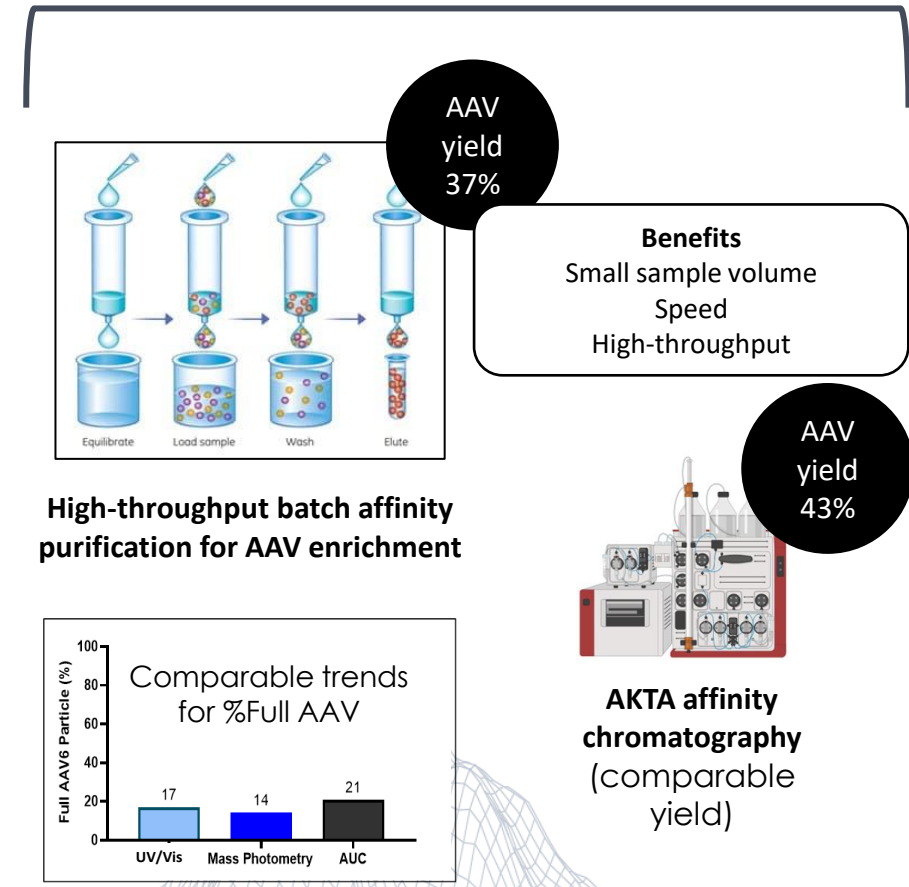 AAV
yield
37%
Benefits
Small sample volume
Speed
High-throughput
Equilibrate
Load sample
Wash
Elute
High-throughput batch affinity
purification for AAV enrichment
AAV
yield
43%
AKTA affinity
chromatography
(comparable
yield)
Comparable trends
for %Full AAV
Full AAV6 Particle (%)
100
80
60
40
20
0
17
14
21
UV/Vis
Mass Photometry
AUC